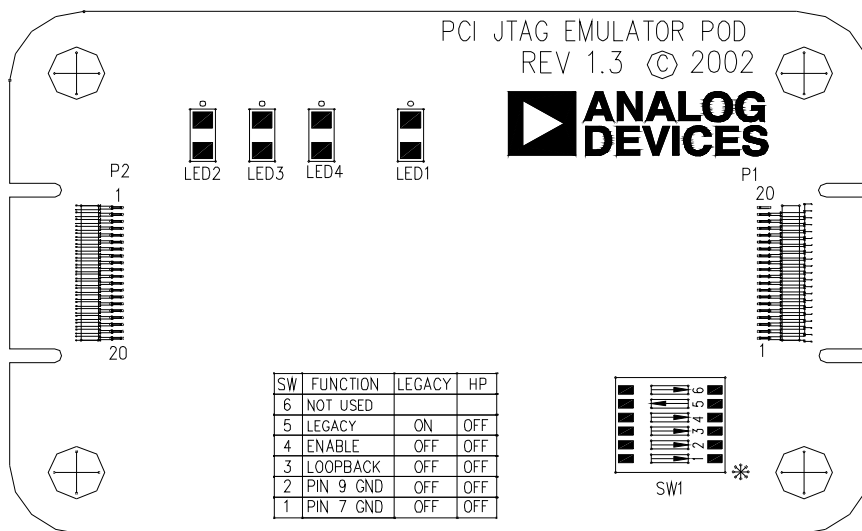 PCI JTAG EMULATOR POD
REV 1.3 © 2002
ANALOG
DEVICES
LED2 LED3 LED4 LED1
P2
1
20
P1
20
1
SW FUNCTION LEGACY HP
6 NOT USED
5 LEGACY ON OFF
4 ENABLE OFF OFF
3 LOOPBACK OFF OFF
2 PIN 9 GND OFF OFF
1 PIN 7 GND OFF OFF
6
5
4
3
2
1
SW1